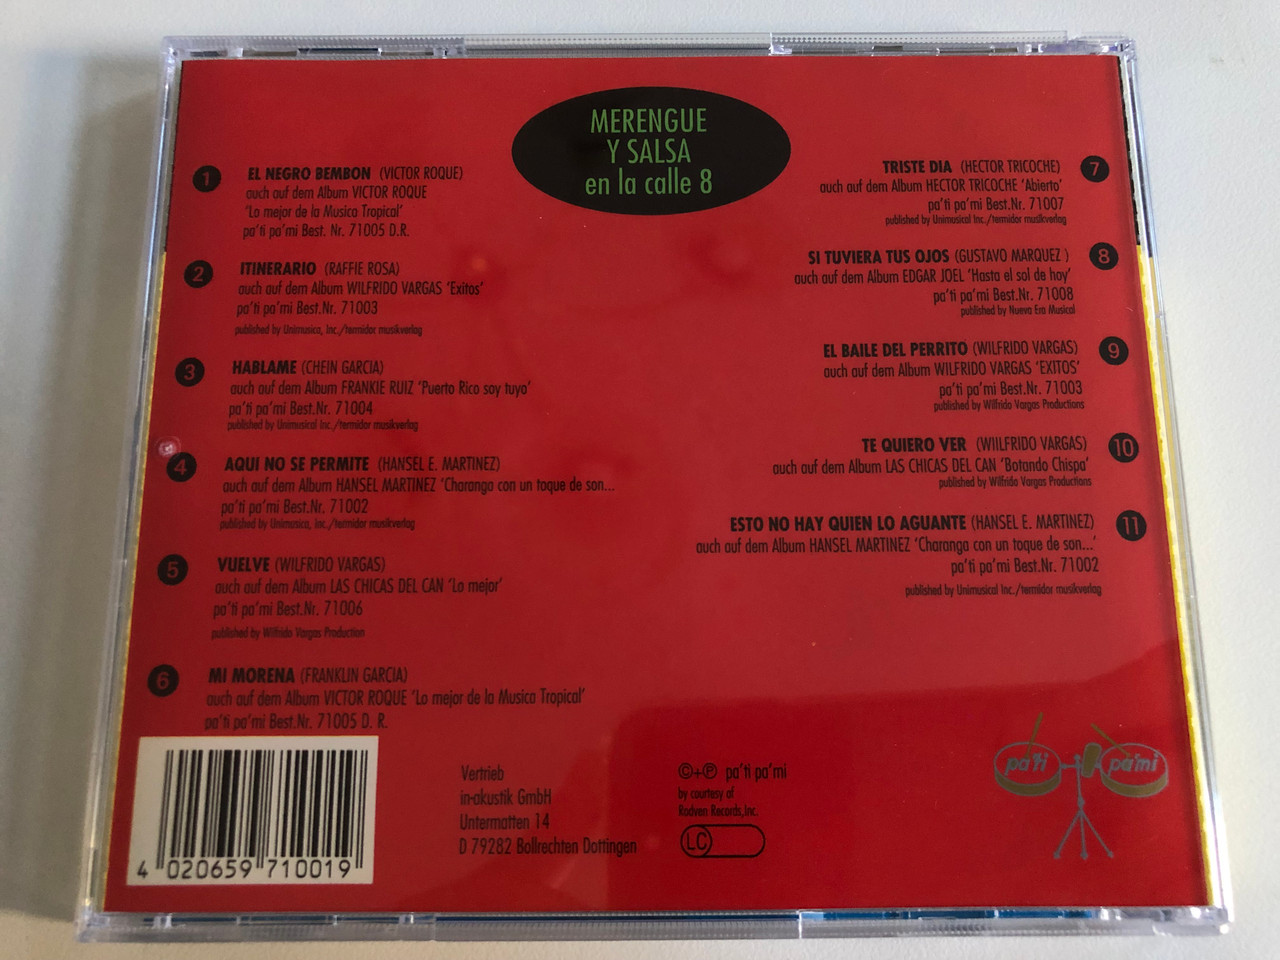 MERENGUE
Y SALSA
en la calle 8
1 EL NEGRO BEMBON (VICTOR ROQUE)
auch auf dem Album VICTOR ROQUE
'Lo mejor de la Musica Tropical'
pa'ti pa'mi Best. Nr. 71005 D.R.
2 ITINERARIO (RAFFIE ROSA)
auch auf dem Album WILFRIDO VARGAS 'Exitos'
pa'ti pa'mi Best.Nr. 71003
published by Unimusica, Inc./termidor musikverlag
3 HABLAME (CHEIN GARCIA)
auch auf dem Album FRANKIE RUIZ 'Puerto Rico soy tuyo'
pa'ti pa'mi Best.Nr. 71004
published by Unimusical Inc./termidor musikverlag
4 AQUI NO SE PERMITE (HANSEL E. MARTINEZ)
auch auf dem Album HANSEL MARTINEZ 'Charanga con un toque de son...
pa'ti pa'mi Best.Nr. 71002
published by Unimusica, Inc./termidor musikverlag
5 VUELVE (WILFRIDO VARGAS)
auch auf dem Album LAS CHICAS DEL CAN 'Lo mejor'
pa'ti pa'mi Best.Nr. 71006
published by Wilfrido Vargas Production
6 MI MORENA (FRANKLIN GARCIA)
auch auf dem Album VICTOR ROQUE 'Lo mejor de la Musica Tropical'
pa'ti pa'mi Best.Nr. 71005 D. R.
TRISTE DIA (HECTOR TRICOCHE) 7
auch auf dem Album HECTOR TRICOCHE 'Abierto'
pa'ti pa'mi Best.Nr. 71007
published by Unimusical Inc./termidor musikverlag
SI TUVIERA TUS OJOS (GUSTAVO MARQUEZ ) 8
auch auf dem Album EDGAR JOEL 'Hasta el sol de hoy'
pa'ti pa'mi Best.Nr. 71008
published by Nueva Era Musical
EL BAILE DEL PERRITO (WILFRIDO VARGAS) 9
auch auf dem Album WILFRIDO VARGAS 'EXITOS'
pa'ti pa'mi Best.Nr. 71003
published by Wilfrido Vargas Productions
TE QUIERO VER (WIILFRIDO VARGAS) 10
auch auf dem Album LAS CHICAS DEL CAN 'Botando Chispa'
published by Wilfrido Vargas Productions
ESTO NO HAY QUIEN LO AGUANTE (HANSEL E. MARTINEZ) 11
auch auf dem Album HANSEL MARTINEZ 'Charanga con un toque de son...'
pa'ti pa'mi Best.Nr. 71002
published by Unimusical Inc./termidor musikverlag
4 020659 710019
Vertrieb
in-akustik GmbH
Untermatten 14
D 79282 Bollrechten Dottingen
©+℗ pa'ti pa'mi
by courtesy of
Rodven Records,Inc.
LC
pa'ti pa'mi